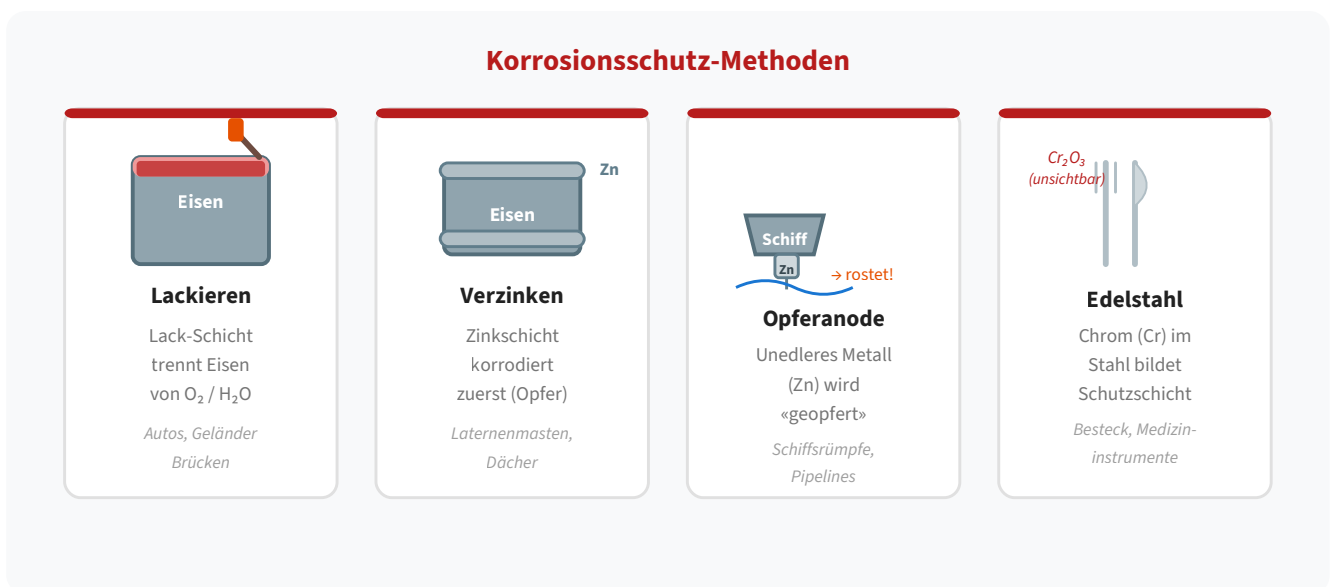 Korrosionsschutz-Methoden
Eisen
Lackieren
Lack-Schicht
trennt Eisen
von O₂ / H₂O
Autos, Geländer
Brücken
Zn
Eisen
Verzinken
Zinkschicht
korrodiert
zuerst (Opfer)
Laternenmasten,
Dächer
Schiff
Zn
→ rostet!
Opferanode
Unedleres Metall
(Zn) wird
«geopfert»
Schiffsrümpfe,
Pipelines
Cr₂O₃
(unsichtbar)
Edelstahl
Chrom (Cr) im
Stahl bildet
Schutzschicht
Besteck, Medizin-
instrumente